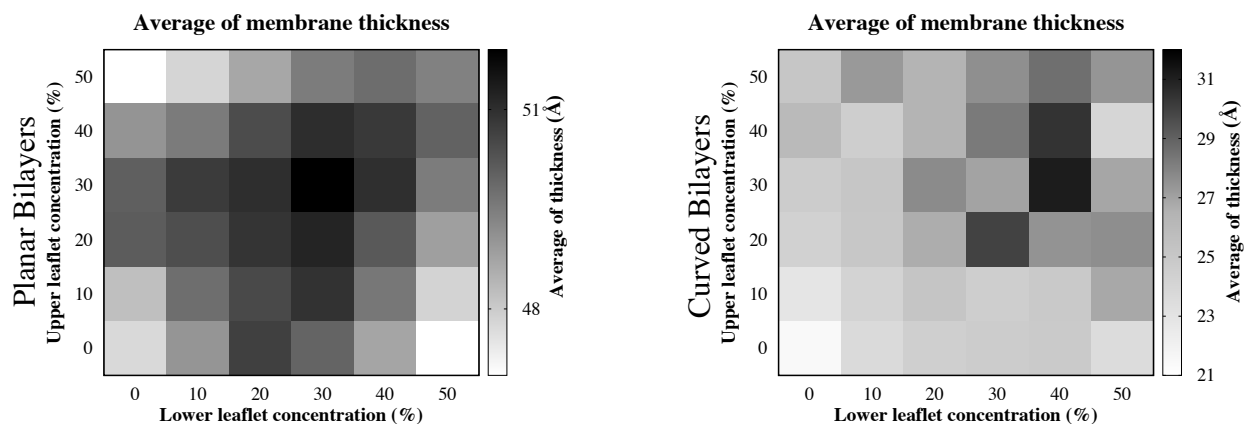 Average of membrane thickness
Planar Bilayers
Upper leaflet concentration (%)
50
40
30
20
10
0
0 10 20 30 40 50
Lower leaflet concentration (%)
51
48
Average of thickness (Å)
Average of membrane thickness
Curved Bilayers
Upper leaflet concentration (%)
50
40
30
20
10
0
0 10 20 30 40 50
Lower leaflet concentration (%)
31
29
27
25
23
21
Average of thickness (Å)